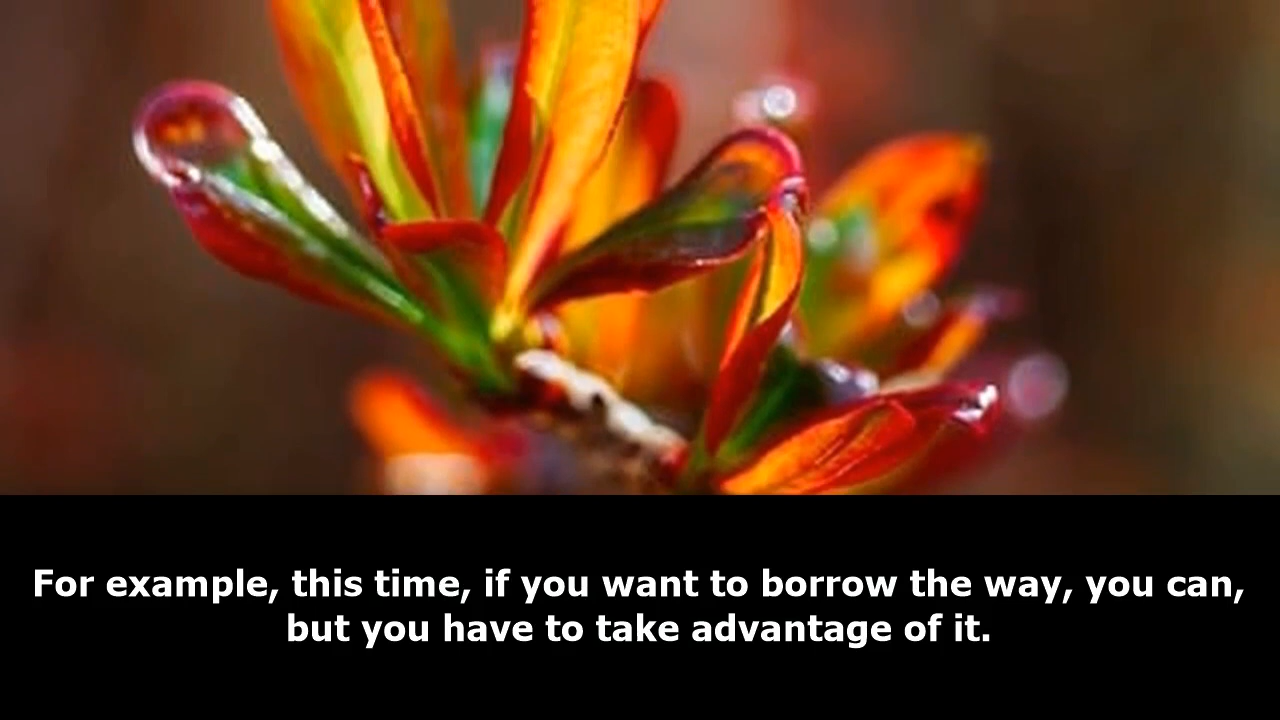 For example, this time, if you want to borrow the way, you can,
but you have to take advantage of it.